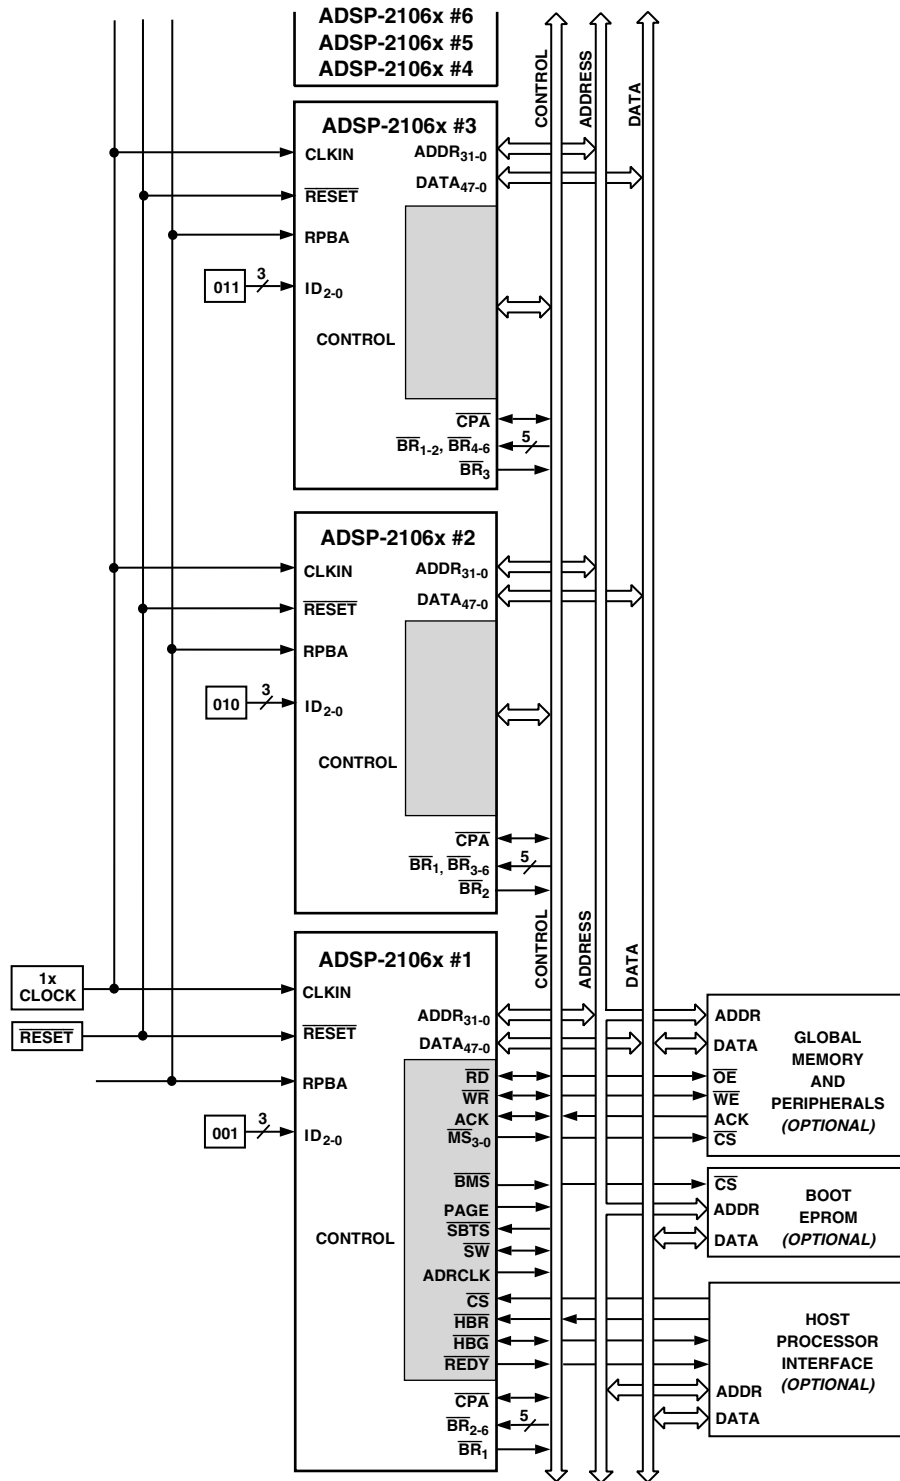 ADSP-2106x #6
ADSP-2106x #5
ADSP-2106x #4
CONTROL
ADDRESS
DATA
ADSP-2106x #3
CLKIN
ADDR31-0
RESET
DATA47-0
RPBA
011
3
ID2-0
CONTROL
CPA
BR1-2, BR4-6
5
BR3
ADSP-2106x #2
CLKIN
ADDR31-0
RESET
DATA47-0
RPBA
010
3
ID2-0
CONTROL
CPA
BR1, BR3-6
5
BR2
CONTROL
ADDRESS
DATA
ADSP-2106x #1
1x
CLOCK
CLKIN
ADDR31-0
RESET
RESET
DATA47-0
RPBA
001
3
ID2-0
CONTROL
RD
WR
ACK
MS3-0
BMS
PAGE
SBTS
SW
ADRCLK
CS
HBR
HBG
REDY
CPA
BR2-6
5
BR1
ADDR
DATA
OE
WE
ACK
CS
GLOBAL
MEMORY
AND
PERIPHERALS
(OPTIONAL)
CS
ADDR
DATA
BOOT
EPROM
(OPTIONAL)
HOST
PROCESSOR
INTERFACE
(OPTIONAL)
ADDR
DATA